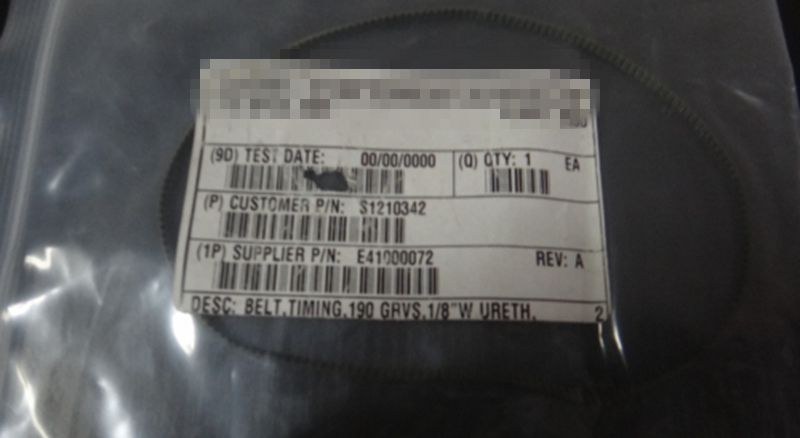 (9D) TEST DATE: 00/00/0000 (Q) QTY: 1 EA
(P) CUSTOMER P/N: S1210342
(1P) SUPPLIER P/N: E41000072 REV: A
DESC: BELT,TIMING,190 GRVS,1/8"W URETH. 2